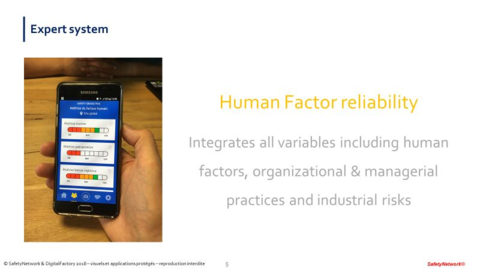 Expert system
SAMSUNG
Human Factor reliability
Integrates all variables including human
factors, organizational & managerial
practices and industrial risks
© SafetyNetwork & DigitalFactory 2018 – visuels et applications protégés – reproduction interdite
5
SafetyNetwork®